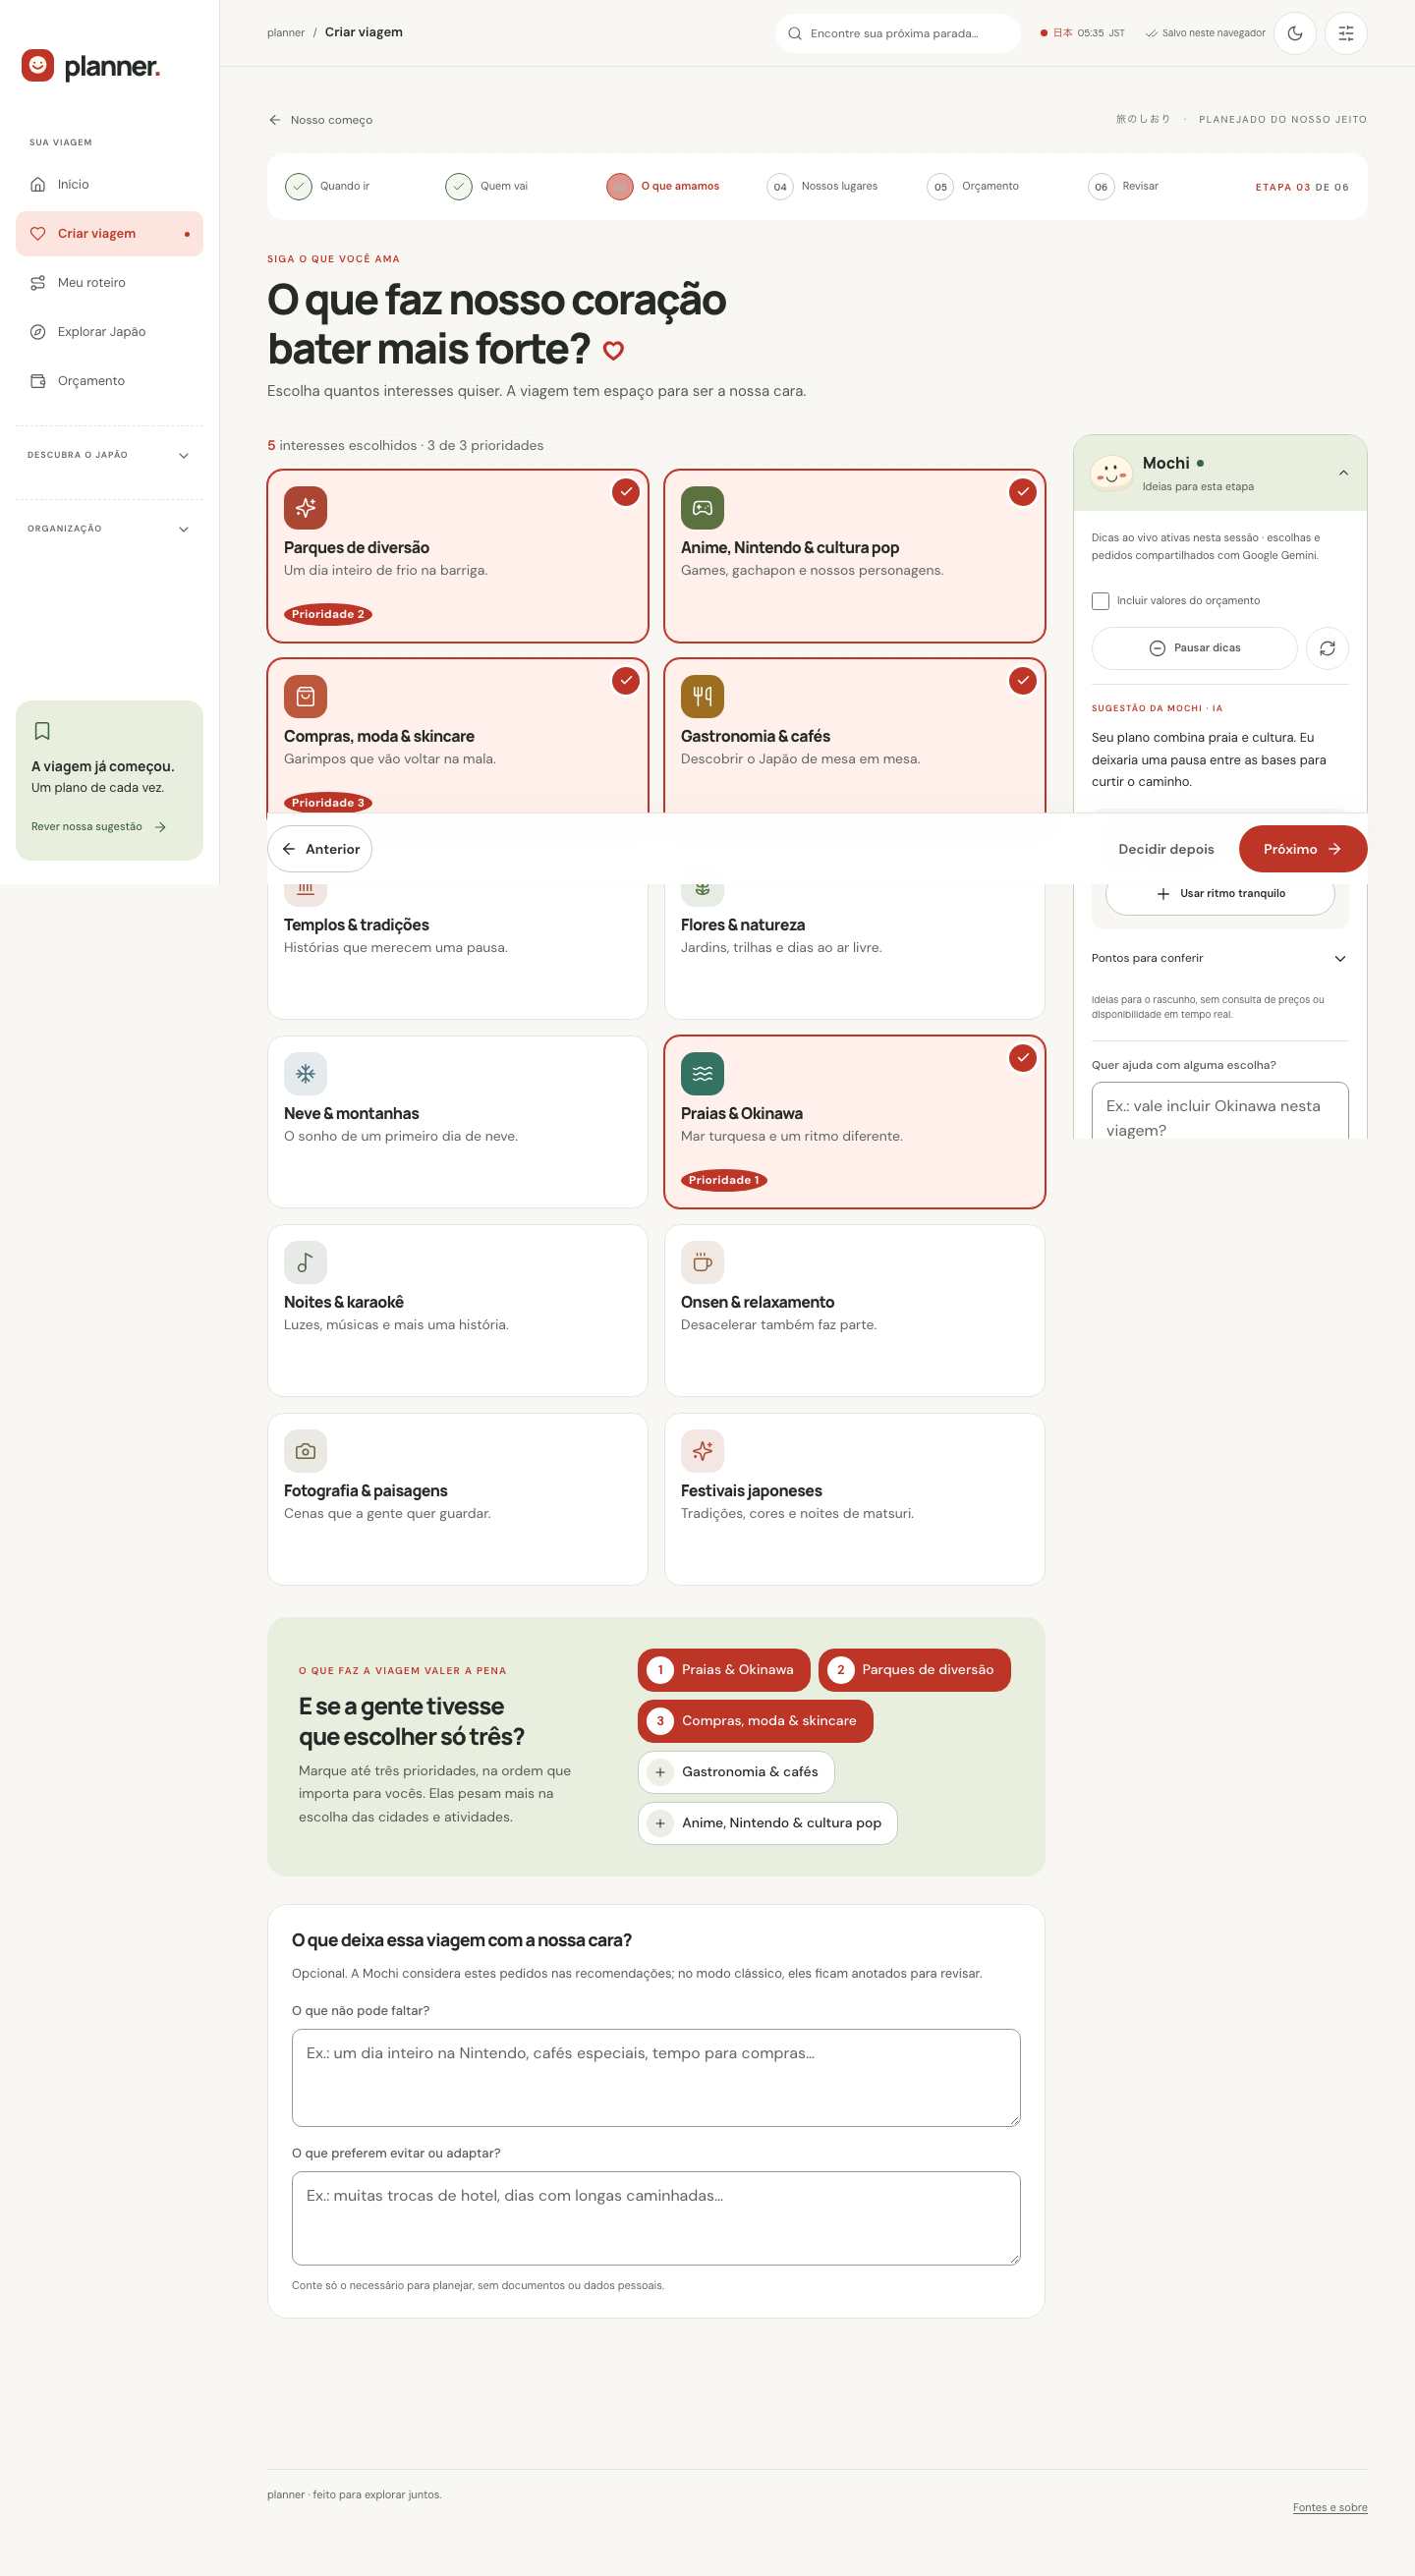 planner.
SUA VIAGEM
Início
Criar viagem
Meu roteiro
Explorar Japão
Orçamento
DESCUBRA O JAPÃO
ORGANIZAÇÃO
A viagem já começou.
Um plano de cada vez.
Rever nossa sugestão
planner / Criar viagem
Encontre sua próxima parada...
日本 05:35 JST
Salvo neste navegador
Nosso começo
旅のしおり · PLANEJADO DO NOSSO JEITO
Quando ir
Quem vai
03 O que amamos
04 Nossos lugares
05 Orçamento
06 Revisar
ETAPA 03 DE 06
SIGA O QUE VOCÊ AMA
O que faz nosso coração
bater mais forte?
Escolha quantos interesses quiser. A viagem tem espaço para ser a nossa cara.
5 interesses escolhidos · 3 de 3 prioridades
Parques de diversão
Um dia inteiro de frio na barriga.
Prioridade 2
Anime, Nintendo & cultura pop
Games, gachapon e nossos personagens.
Compras, moda & skincare
Garimpos que vão voltar na mala.
Prioridade 3
Gastronomia & cafés
Descobrir o Japão de mesa em mesa.
Anterior
Decidir depois
Próximo
Templos & tradições
Histórias que merecem uma pausa.
Flores & natureza
Jardins, trilhas e dias ao ar livre.
Neve & montanhas
O sonho de um primeiro dia de neve.
Praias & Okinawa
Mar turquesa e um ritmo diferente.
Prioridade 1
Noites & karaokê
Luzes, músicas e mais uma história.
Onsen & relaxamento
Desacelerar também faz parte.
Fotografia & paisagens
Cenas que a gente quer guardar.
Festivais japoneses
Tradições, cores e noites de matsuri.
Mochi
Ideias para esta etapa
Dicas ao vivo ativas nesta sessão · escolhas e
pedidos compartilhados com Google Gemini.
Incluir valores do orçamento
Pausar dicas
SUGESTÃO DA MOCHI · IA
Seu plano combina praia e cultura. Eu
deixaria uma pausa entre as bases para
curtir o caminho.
Usar ritmo tranquilo
Pontos para conferir
Ideias para o rascunho, sem consulta de preços ou
disponibilidade em tempo real.
Quer ajuda com alguma escolha?
Ex.: vale incluir Okinawa nesta
viagem?
O QUE FAZ A VIAGEM VALER A PENA
E se a gente tivesse
que escolher só três?
Marque até três prioridades, na ordem que
importa para vocês. Elas pesam mais na
escolha das cidades e atividades.
1 Praias & Okinawa
2 Parques de diversão
3 Compras, moda & skincare
Gastronomia & cafés
Anime, Nintendo & cultura pop
O que deixa essa viagem com a nossa cara?
Opcional. A Mochi considera estes pedidos nas recomendações; no modo clássico, eles ficam anotados para revisar.
O que não pode faltar?
Ex.: um dia inteiro na Nintendo, cafés especiais, tempo para compras...
O que preferem evitar ou adaptar?
Ex.: muitas trocas de hotel, dias com longas caminhadas...
Conte só o necessário para planejar, sem documentos ou dados pessoais.
planner · feito para explorar juntos.
Fontes e sobre